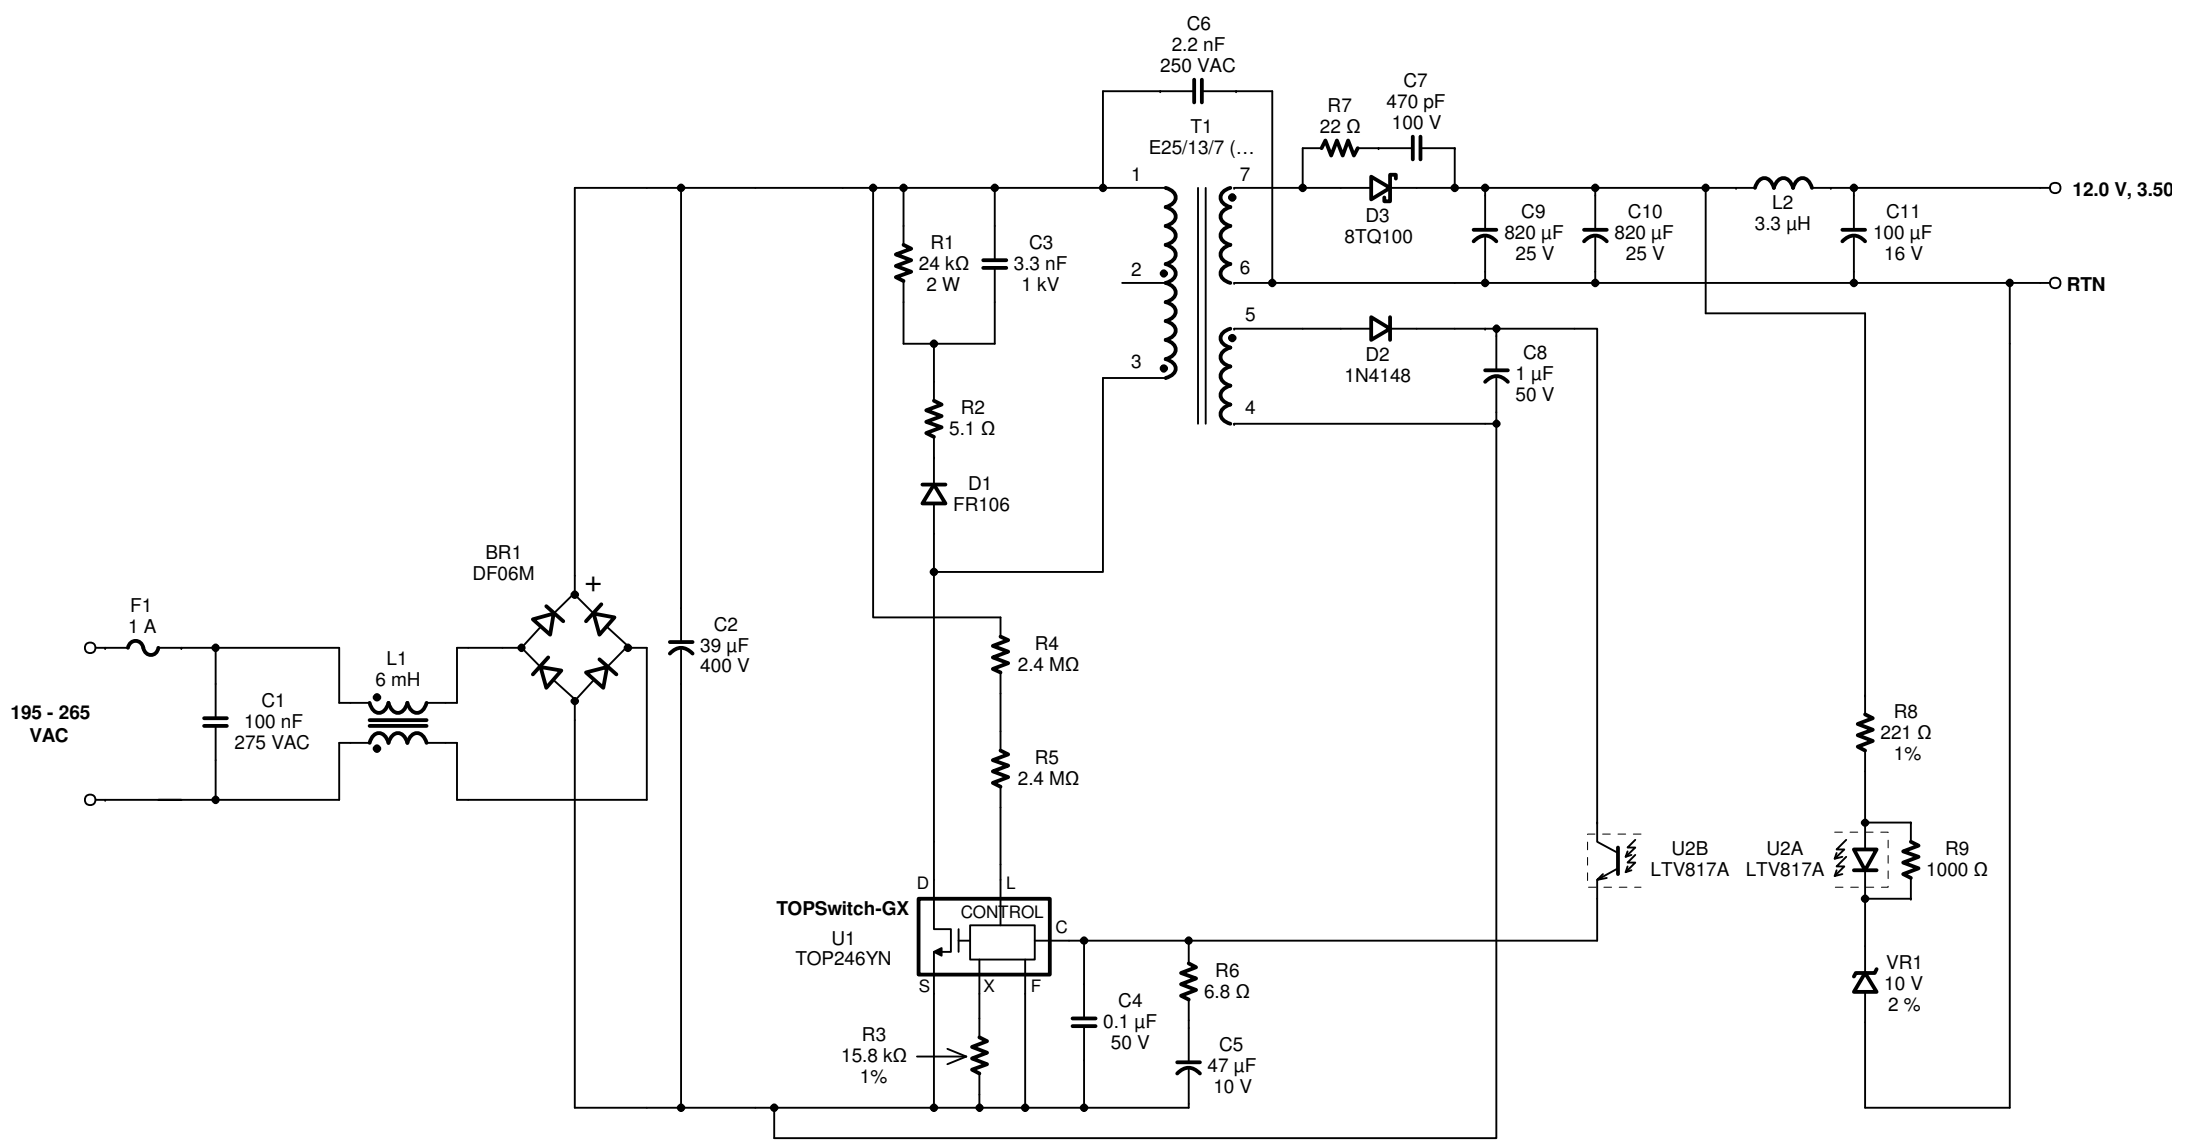 C6
2.2 nF
250 VAC
T1
E25/13/7 (...
C7
470 pF
100 V
R7
22 Ω
1
2
3
7
6
5
4
D3
8TQ100
C9
820 µF
25 V
C10
820 µF
25 V
L2
3.3 µH
C11
100 µF
16 V
12.0 V, 3.50
RTN
R1
24 kΩ
2 W
C3
3.3 nF
1 kV
D2
1N4148
C8
1 µF
50 V
R2
5.1 Ω
D1
FR106
BR1
DF06M
+
F1
1 A
L1
6 mH
C1
100 nF
275 VAC
195 - 265
VAC
C2
39 µF
400 V
R4
2.4 MΩ
R5
2.4 MΩ
R8
221 Ω
1%
U2B
LTV817A
U2A
LTV817A
R9
1000 Ω
D
L
TOPSwitch-GX
CONTROL
C
U1
TOP246YN
S
X
F
R6
6.8 Ω
VR1
10 V
2 %
C4
0.1 µF
50 V
R3
15.8 kΩ
1%
C5
47 µF
10 V